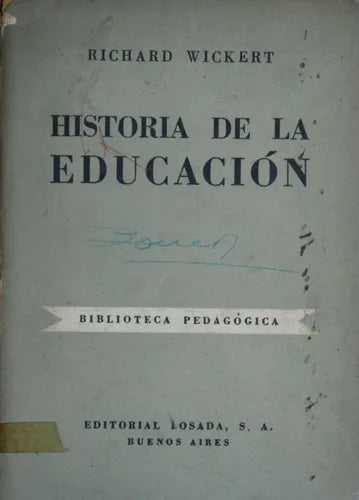 RICHARD WICKERT
HISTORIA DE LA
EDUCACIÓN
BIBLIOTECA PEDAGÓGICA
EDITORIAL LOSADA, S. A.
BUENOS AIRES